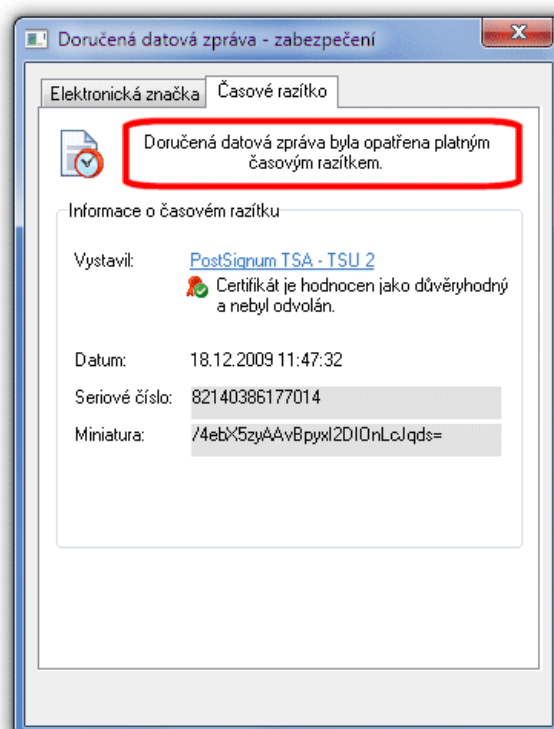 Doručená datová zpráva - zabezpečení
Elektronická značka
Časové razítko
Doručená datová zpráva byla opatřena platným
časovým razítkem.
Informace o časovém razítku
Vystavil: PostSignum TSA - TSU 2
Certifikát je hodnocen jako důvěryhodný
a nebyl odvolán.
Datum: 18.12.2009 11:47:32
Seriové číslo: 82140386177014
Miniatura: /4ebX5zyAAvBpyxI2DIOnLcJqds=